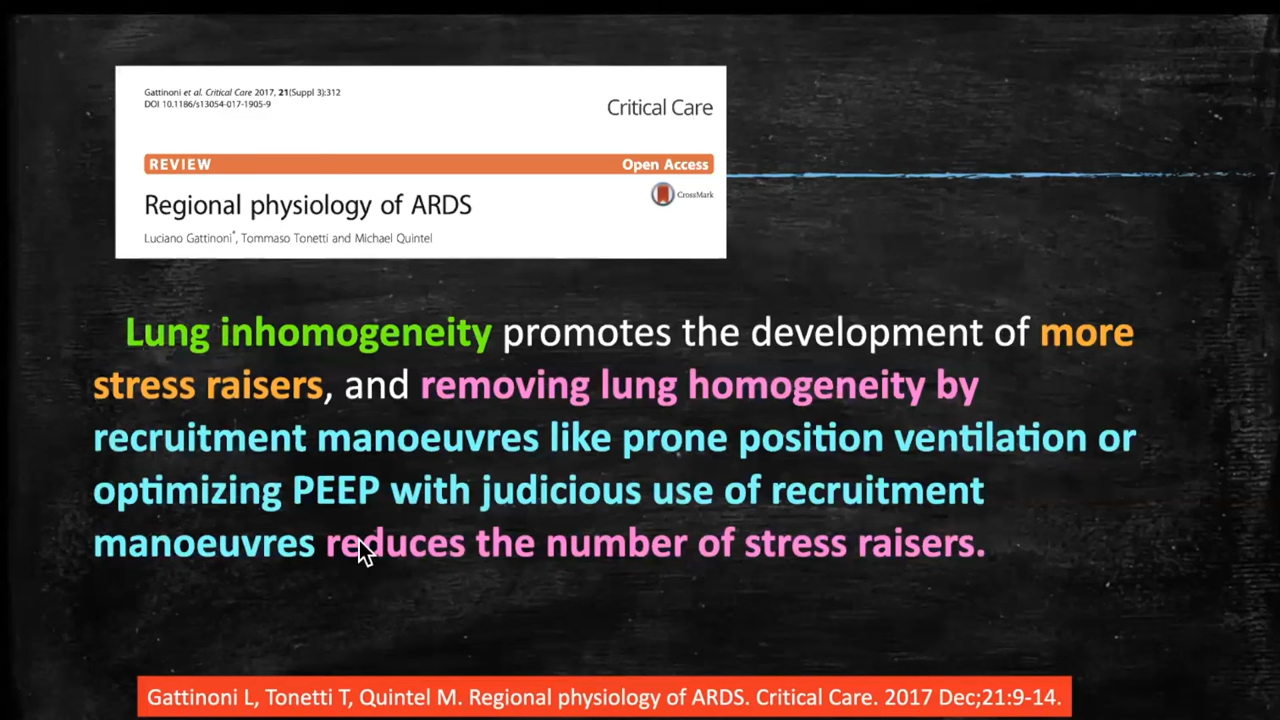 Gattinoni et al. Critical Care 2017, 21(Suppl 3):312
DOI 10.1186/s13054-017-1905-9
Critical Care
REVIEW
Open Access
CrossMark
Regional physiology of ARDS
Luciano Gattinoni*, Tommaso Tonetti and Michael Quintel
Lung inhomogeneity promotes the development of more
stress raisers, and removing lung homogeneity by
recruitment manoeuvres like prone position ventilation or
optimizing PEEP with judicious use of recruitment
manoeuvres reduces the number of stress raisers.
Gattinoni L, Tonetti T, Quintel M. Regional physiology of ARDS. Critical Care. 2017 Dec;21:9-14.